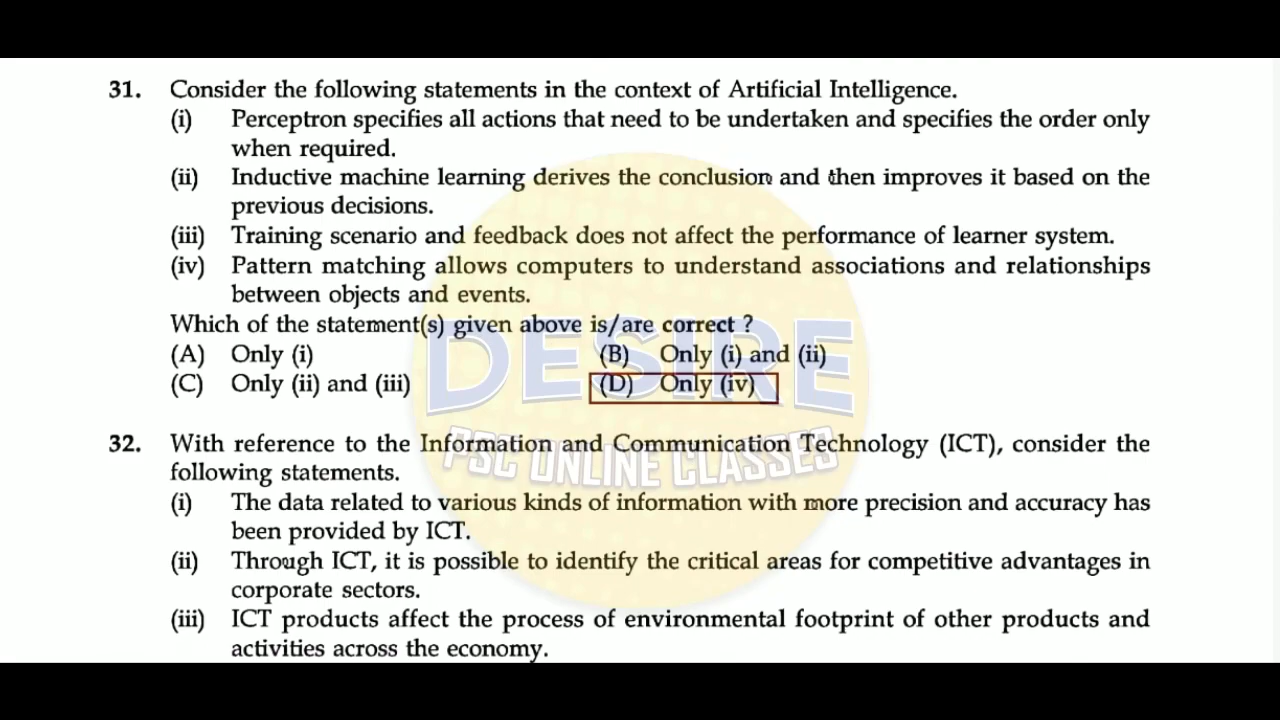 31. Consider the following statements in the context of Artificial Intelligence.
(i) Perceptron specifies all actions that need to be undertaken and specifies the order only
when required.
(ii) Inductive machine learning derives the conclusion and then improves it based on the
previous decisions.
(iii) Training scenario and feedback does not affect the performance of learner system.
(iv) Pattern matching allows computers to understand associations and relationships
between objects and events.
Which of the statement(s) given above is/are correct ?
(A) Only (i) (B) Only (i) and (ii)
(C) Only (ii) and (iii) (D) Only (iv)
DESIRE
PSC ONLINE CLASSES
32. With reference to the Information and Communication Technology (ICT), consider the
following statements.
(i) The data related to various kinds of information with more precision and accuracy has
been provided by ICT.
(ii) Through ICT, it is possible to identify the critical areas for competitive advantages in
corporate sectors.
(iii) ICT products affect the process of environmental footprint of other products and
activities across the economy.